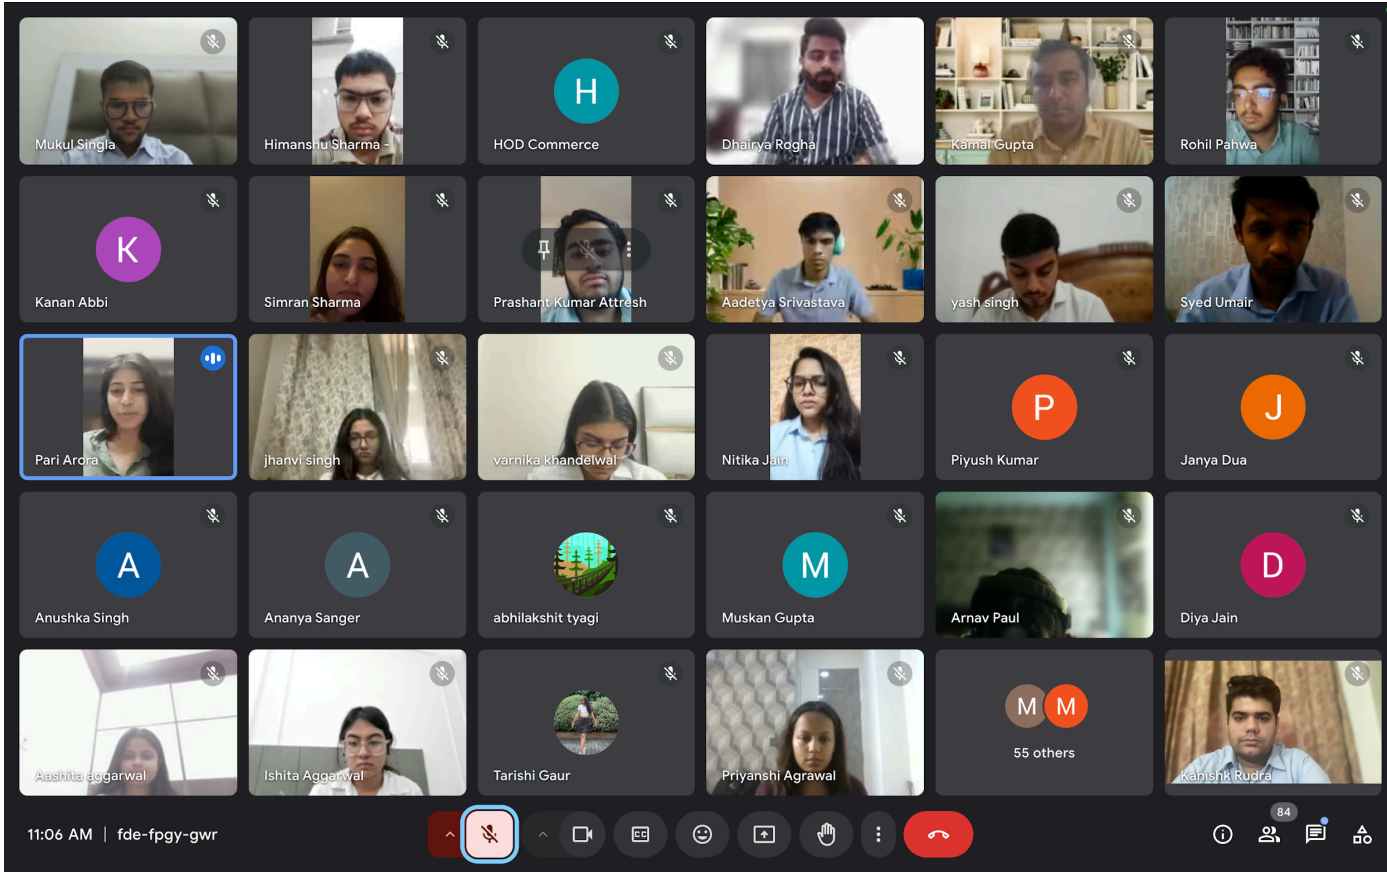 Mukul Singla
Himanshu Sharma -
H
HOD Commerce
Dhairya Rogha
Kamal Gupta
Rohil Pahwa
K
Kanan Abbi
Simran Sharma
Prashant Kumar Attresh
Aadetya Srivastava
yash singh
Syed Umair
Pari Arora
jhanvi singh
varnika khandelwal
Nitika Jain
P
Piyush Kumar
J
Janya Dua
A
Anushka Singh
A
Ananya Sanger
abhilakshit tyagi
M
Muskan Gupta
Arnav Paul
D
Diya Jain
Aashita aggarwal
Ishita Aggarwal
Tarishi Gaur
Priyanshi Agrawal
M M
55 others
Kanishk Rudra
11:06 AM | fde-fpgy-gwr
CC
84